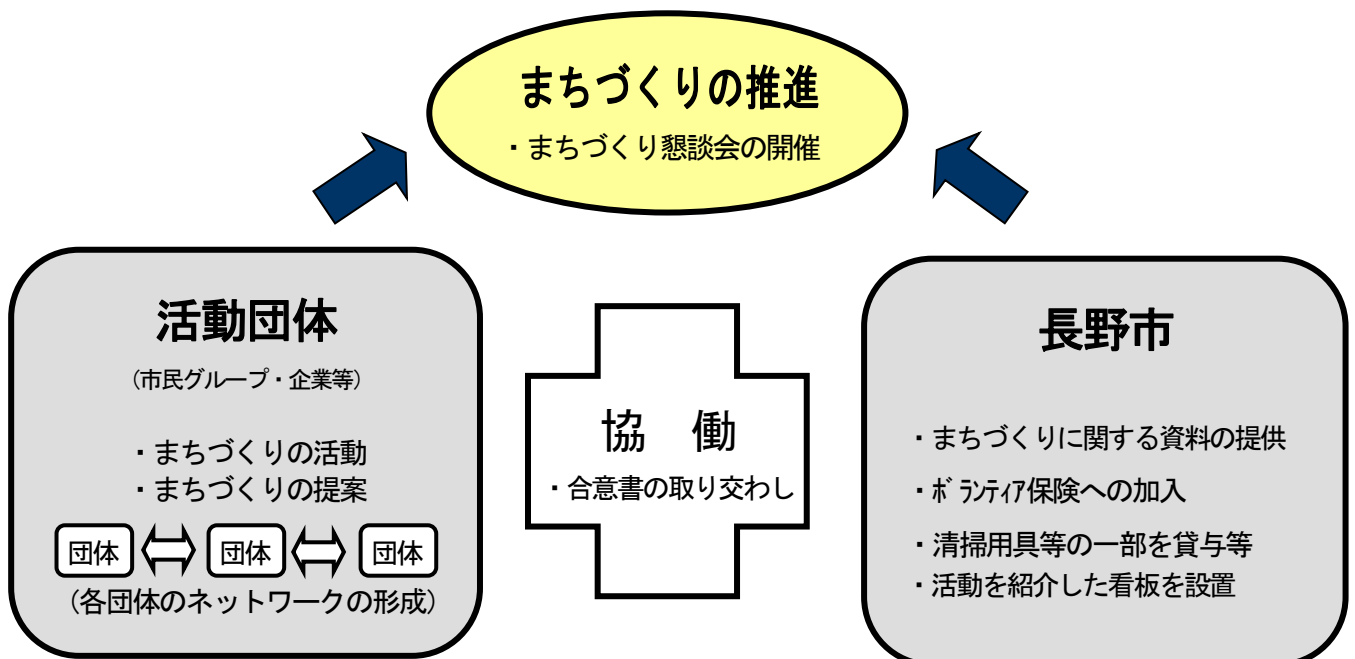 まちづくりの推進
・まちづくり懇談会の開催
活動団体
（市民グループ・企業等）
・まちづくりの活動
・まちづくりの提案
団体 団体 団体
（各団体のネットワークの形成）
協　働
・合意書の取り交わし
長野市
・まちづくりに関する資料の提供
・ボランティア保険への加入
・清掃用具等の一部を貸与等
・活動を紹介した看板を設置